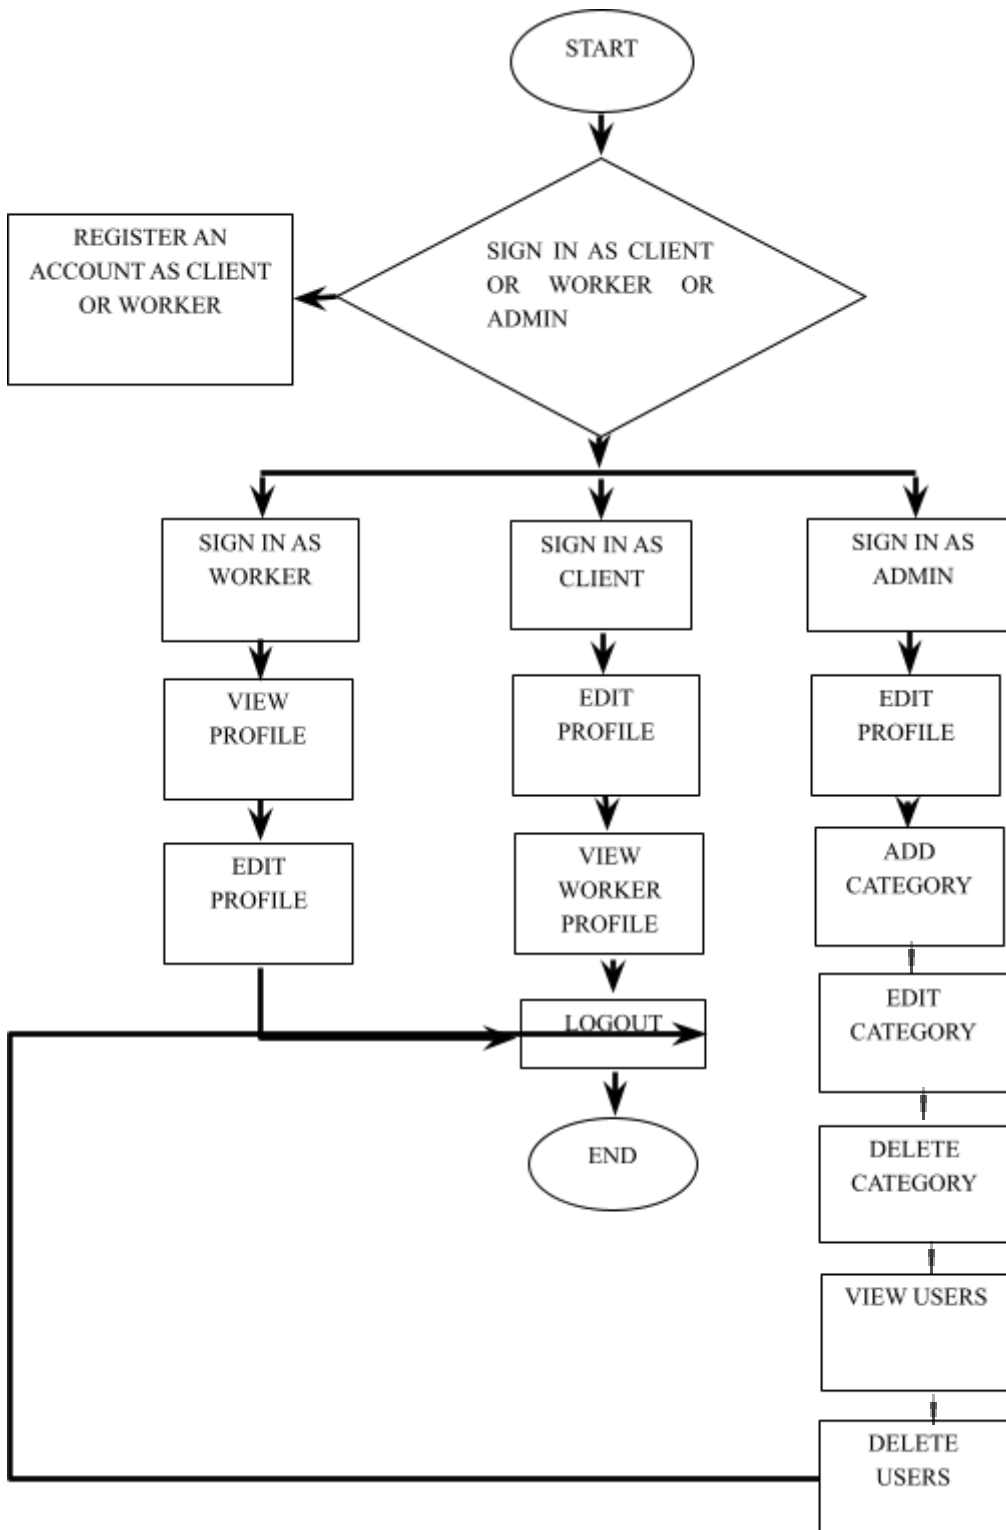 START
REGISTER AN
ACCOUNT AS CLIENT
OR WORKER
SIGN IN AS CLIENT
OR WORKER OR
ADMIN
SIGN IN AS
WORKER
SIGN IN AS
CLIENT
SIGN IN AS
ADMIN
VIEW
PROFILE
EDIT
PROFILE
EDIT
PROFILE
EDIT
PROFILE
VIEW
WORKER
PROFILE
ADD
CATEGORY
LOGOUT
EDIT
CATEGORY
END
DELETE
CATEGORY
VIEW USERS
DELETE
USERS